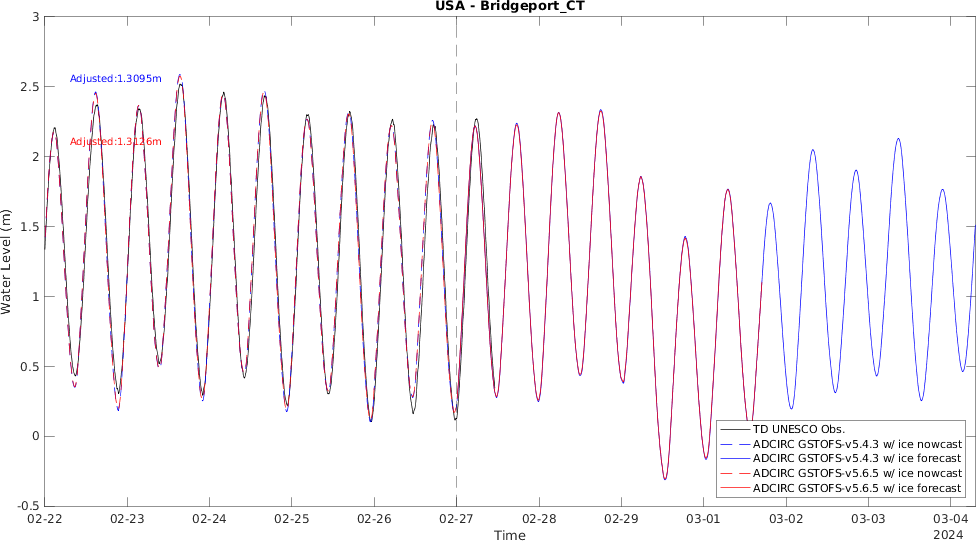 USA - Bridgeport_CT
3
2.5
2
1.5
1
0.5
0
-0.5
Water Level (m)
Adjusted:1.3095m
Adjusted:1.3126m
TD UNESCO Obs.
ADCIRC GSTOFS-v5.4.3 w/ ice nowcast
ADCIRC GSTOFS-v5.4.3 w/ ice forecast
ADCIRC GSTOFS-v5.6.5 w/ ice nowcast
ADCIRC GSTOFS-v5.6.5 w/ ice forecast
02-22 02-23 02-24 02-25 02-26 02-27 02-28 02-29 03-01 03-02 03-03 03-04
Time
2024